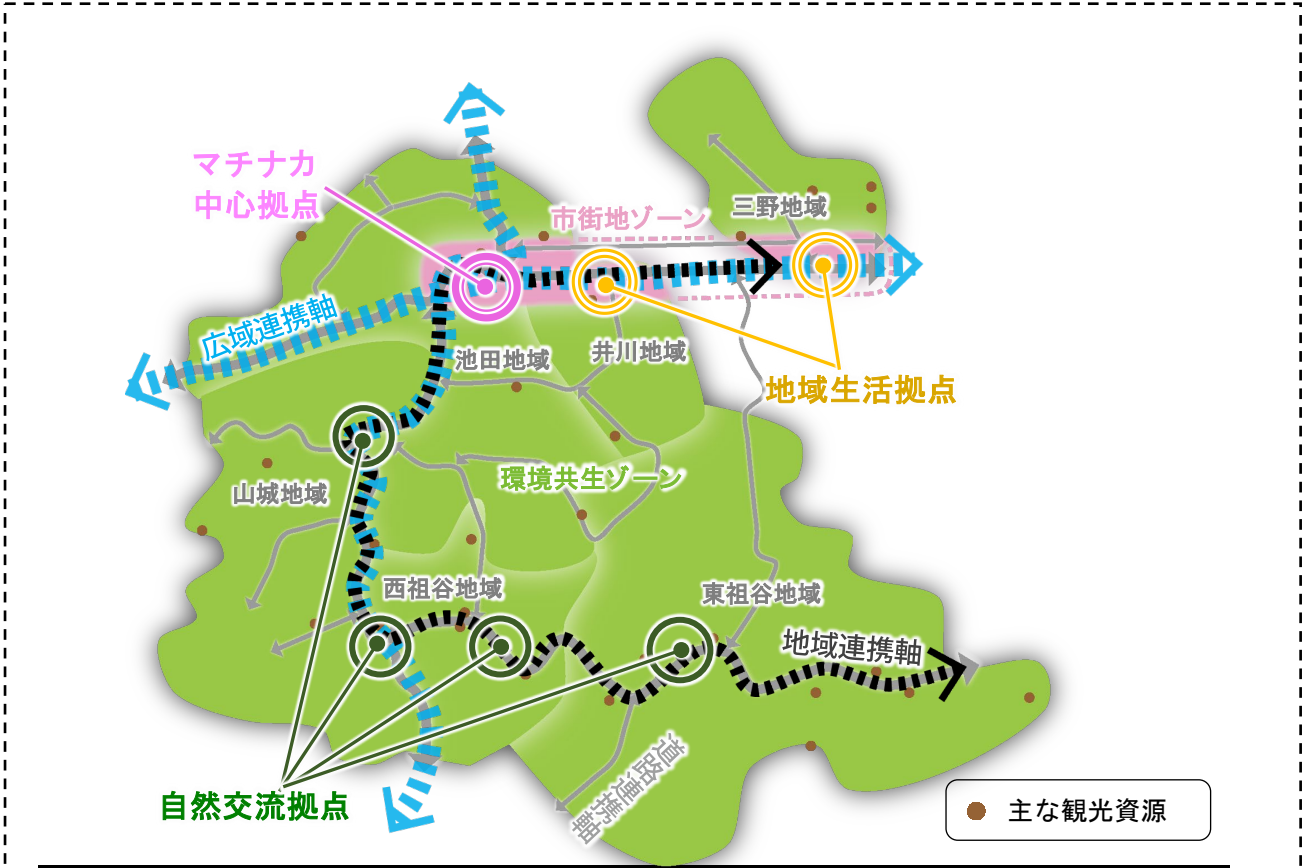 マチナカ
中心拠点
市街地ゾーン
三野地域
広域連携軸
池田地域
井川地域
地域生活拠点
環境共生ゾーン
山城地域
西祖谷地域
東祖谷地域
地域連携軸
道路連携軸
自然交流拠点
主な観光資源